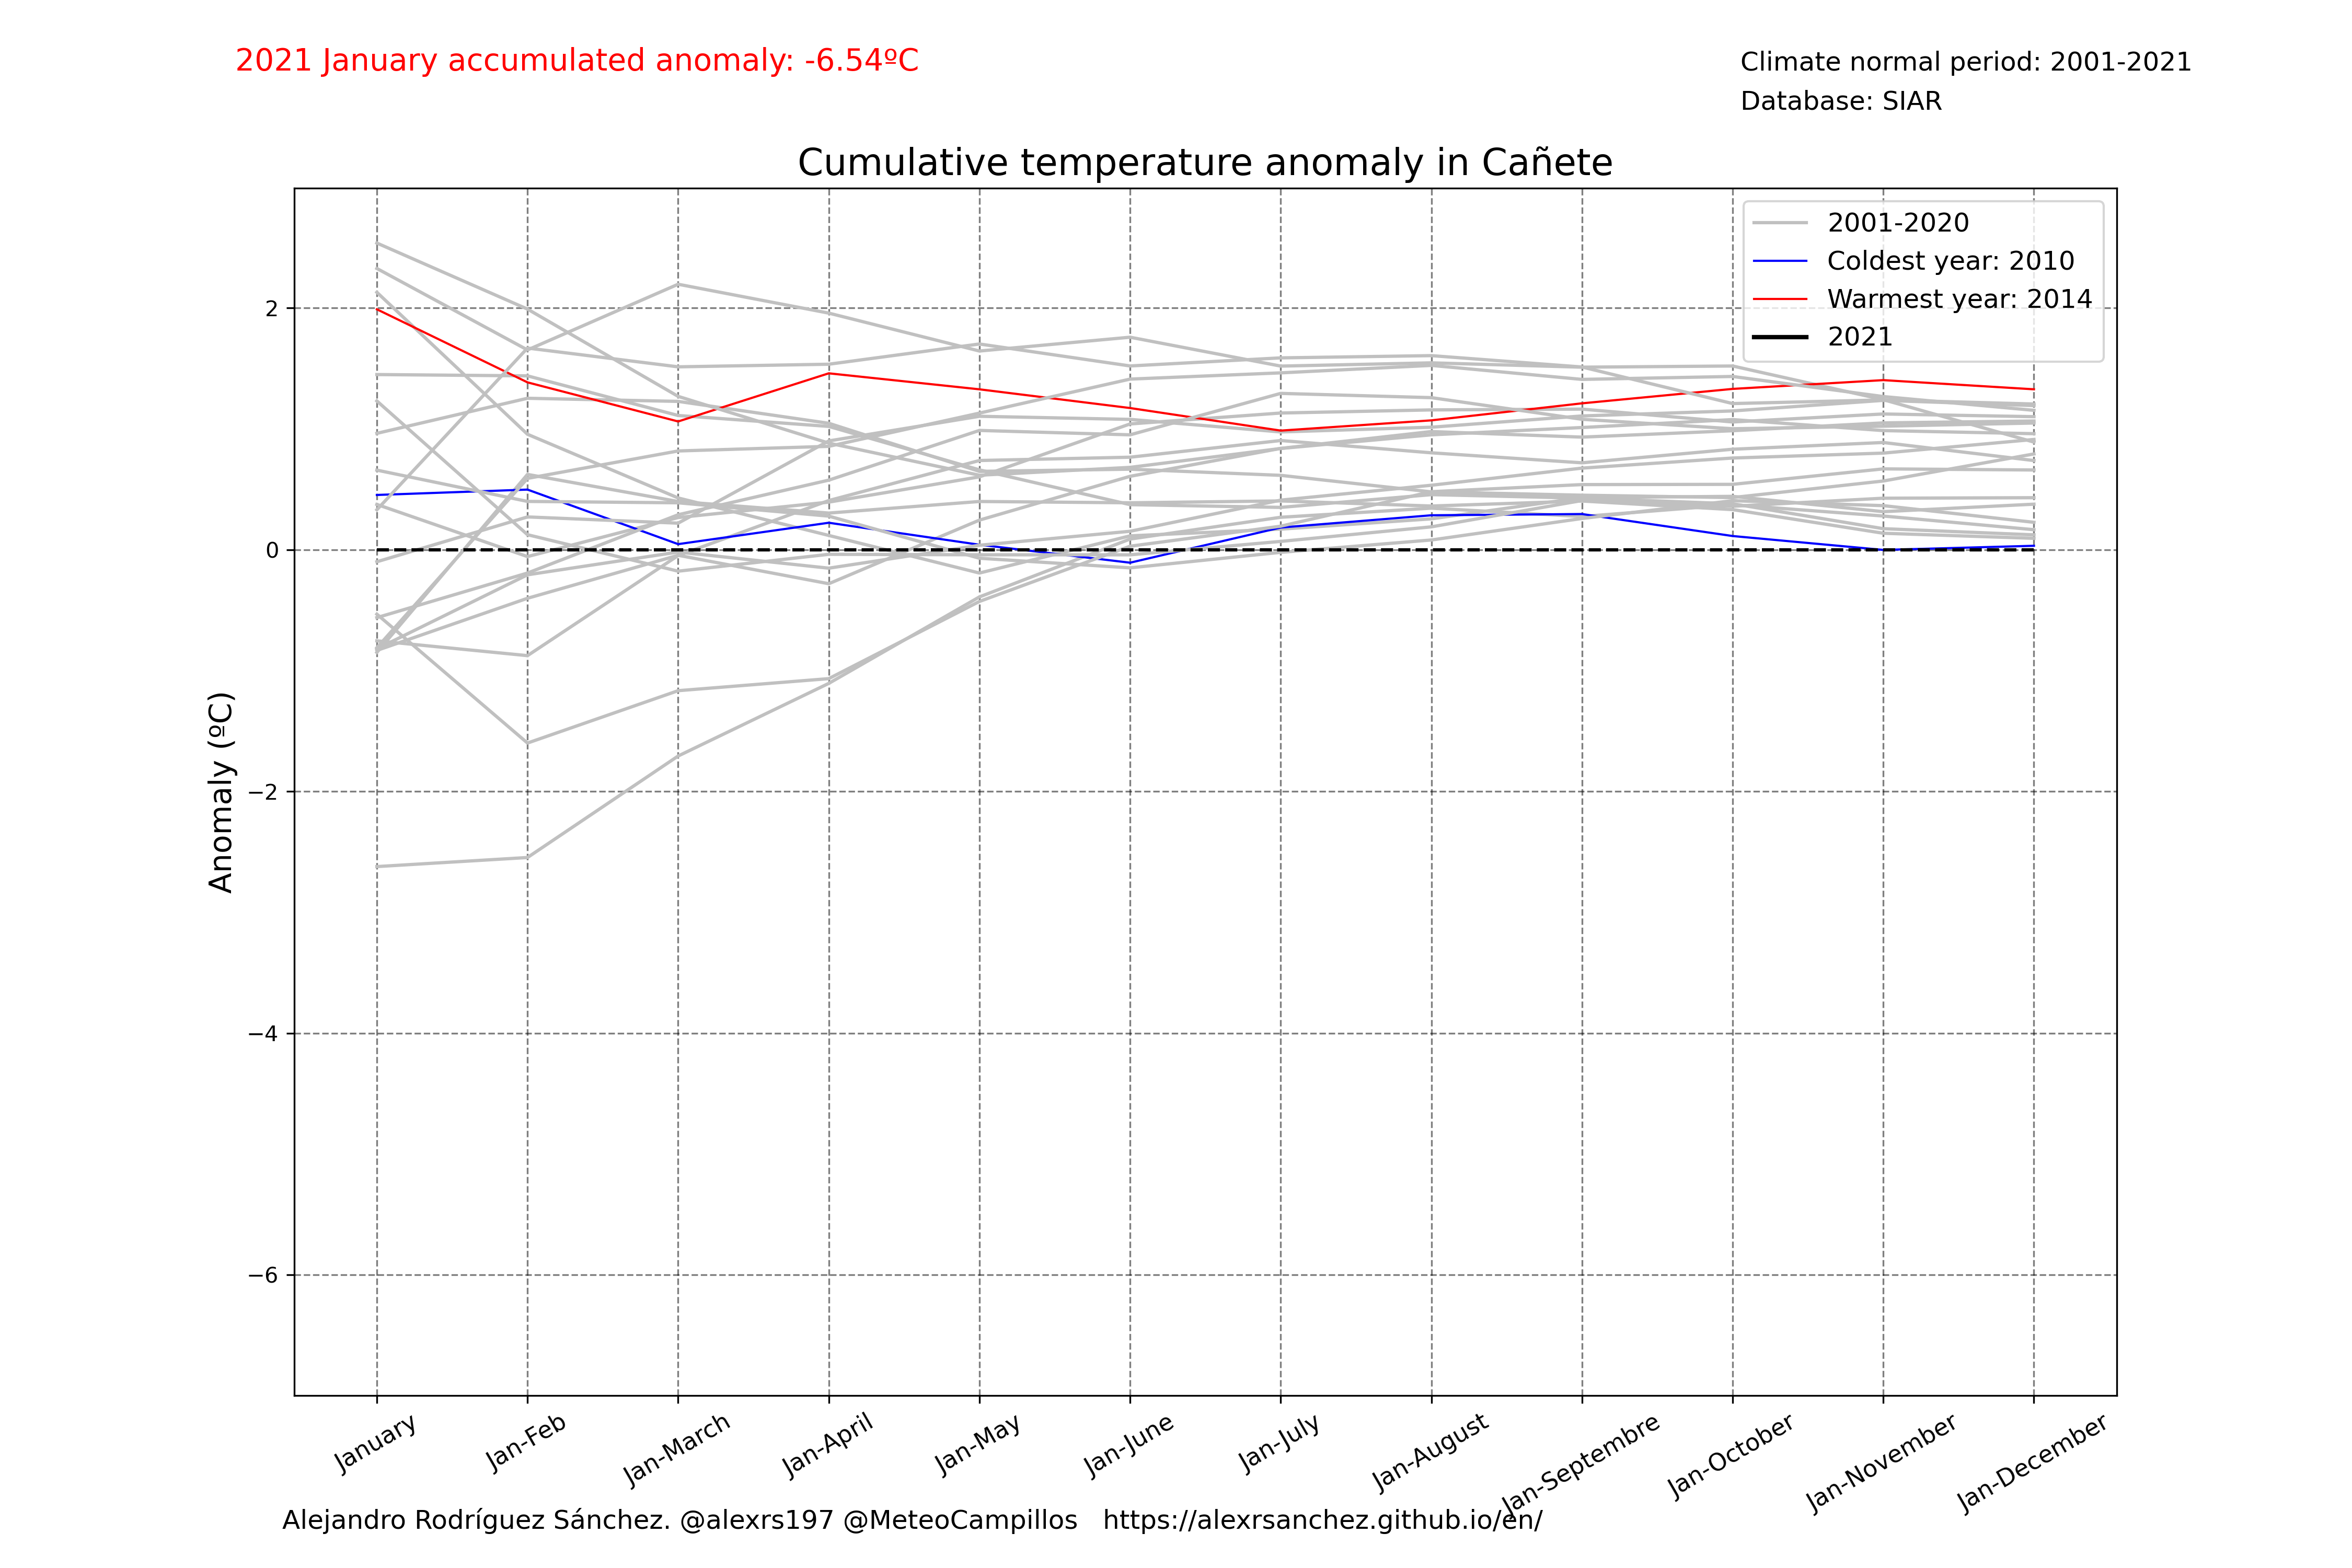 2021 January accumulated anomaly: -6.54ºC
Climate normal period: 2001-2021
Database: SIAR
Cumulative temperature anomaly in Cañete
2001-2020
Coldest year: 2010
Warmest year: 2014
2021
Anomaly (ºC)
2
0
−2
−4
−6
January
Jan-Feb
Jan-March
Jan-April
Jan-May
Jan-June
Jan-July
Jan-August
Jan-Septembre
Jan-October
Jan-November
Jan-December
Alejandro Rodríguez Sánchez. @alexrs197 @MeteoCampillos   https://alexrsanchez.github.io/en/